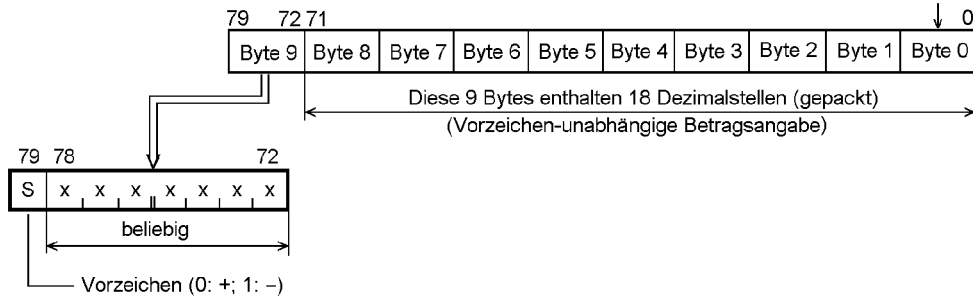 79 72 71 0
Byte 9 Byte 8 Byte 7 Byte 6 Byte 5 Byte 4 Byte 3 Byte 2 Byte 1 Byte 0
Diese 9 Bytes enthalten 18 Dezimalstellen (gepackt)
(Vorzeichen-unabhängige Betragsangabe)
79 78 72
S x x x x x x x
beliebig
Vorzeichen (0: +; 1: –)